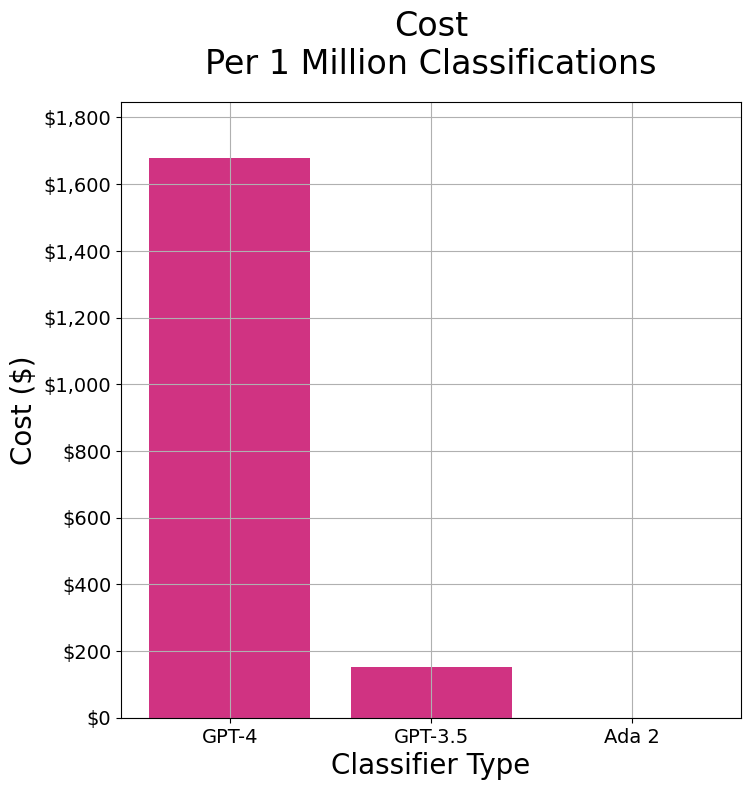 Cost
Per 1 Million Classifications
$1,800
$1,600
$1,400
$1,200
$1,000
$800
$600
$400
$200
$0
Cost ($)
GPT-4 GPT-3.5 Ada 2
Classifier Type